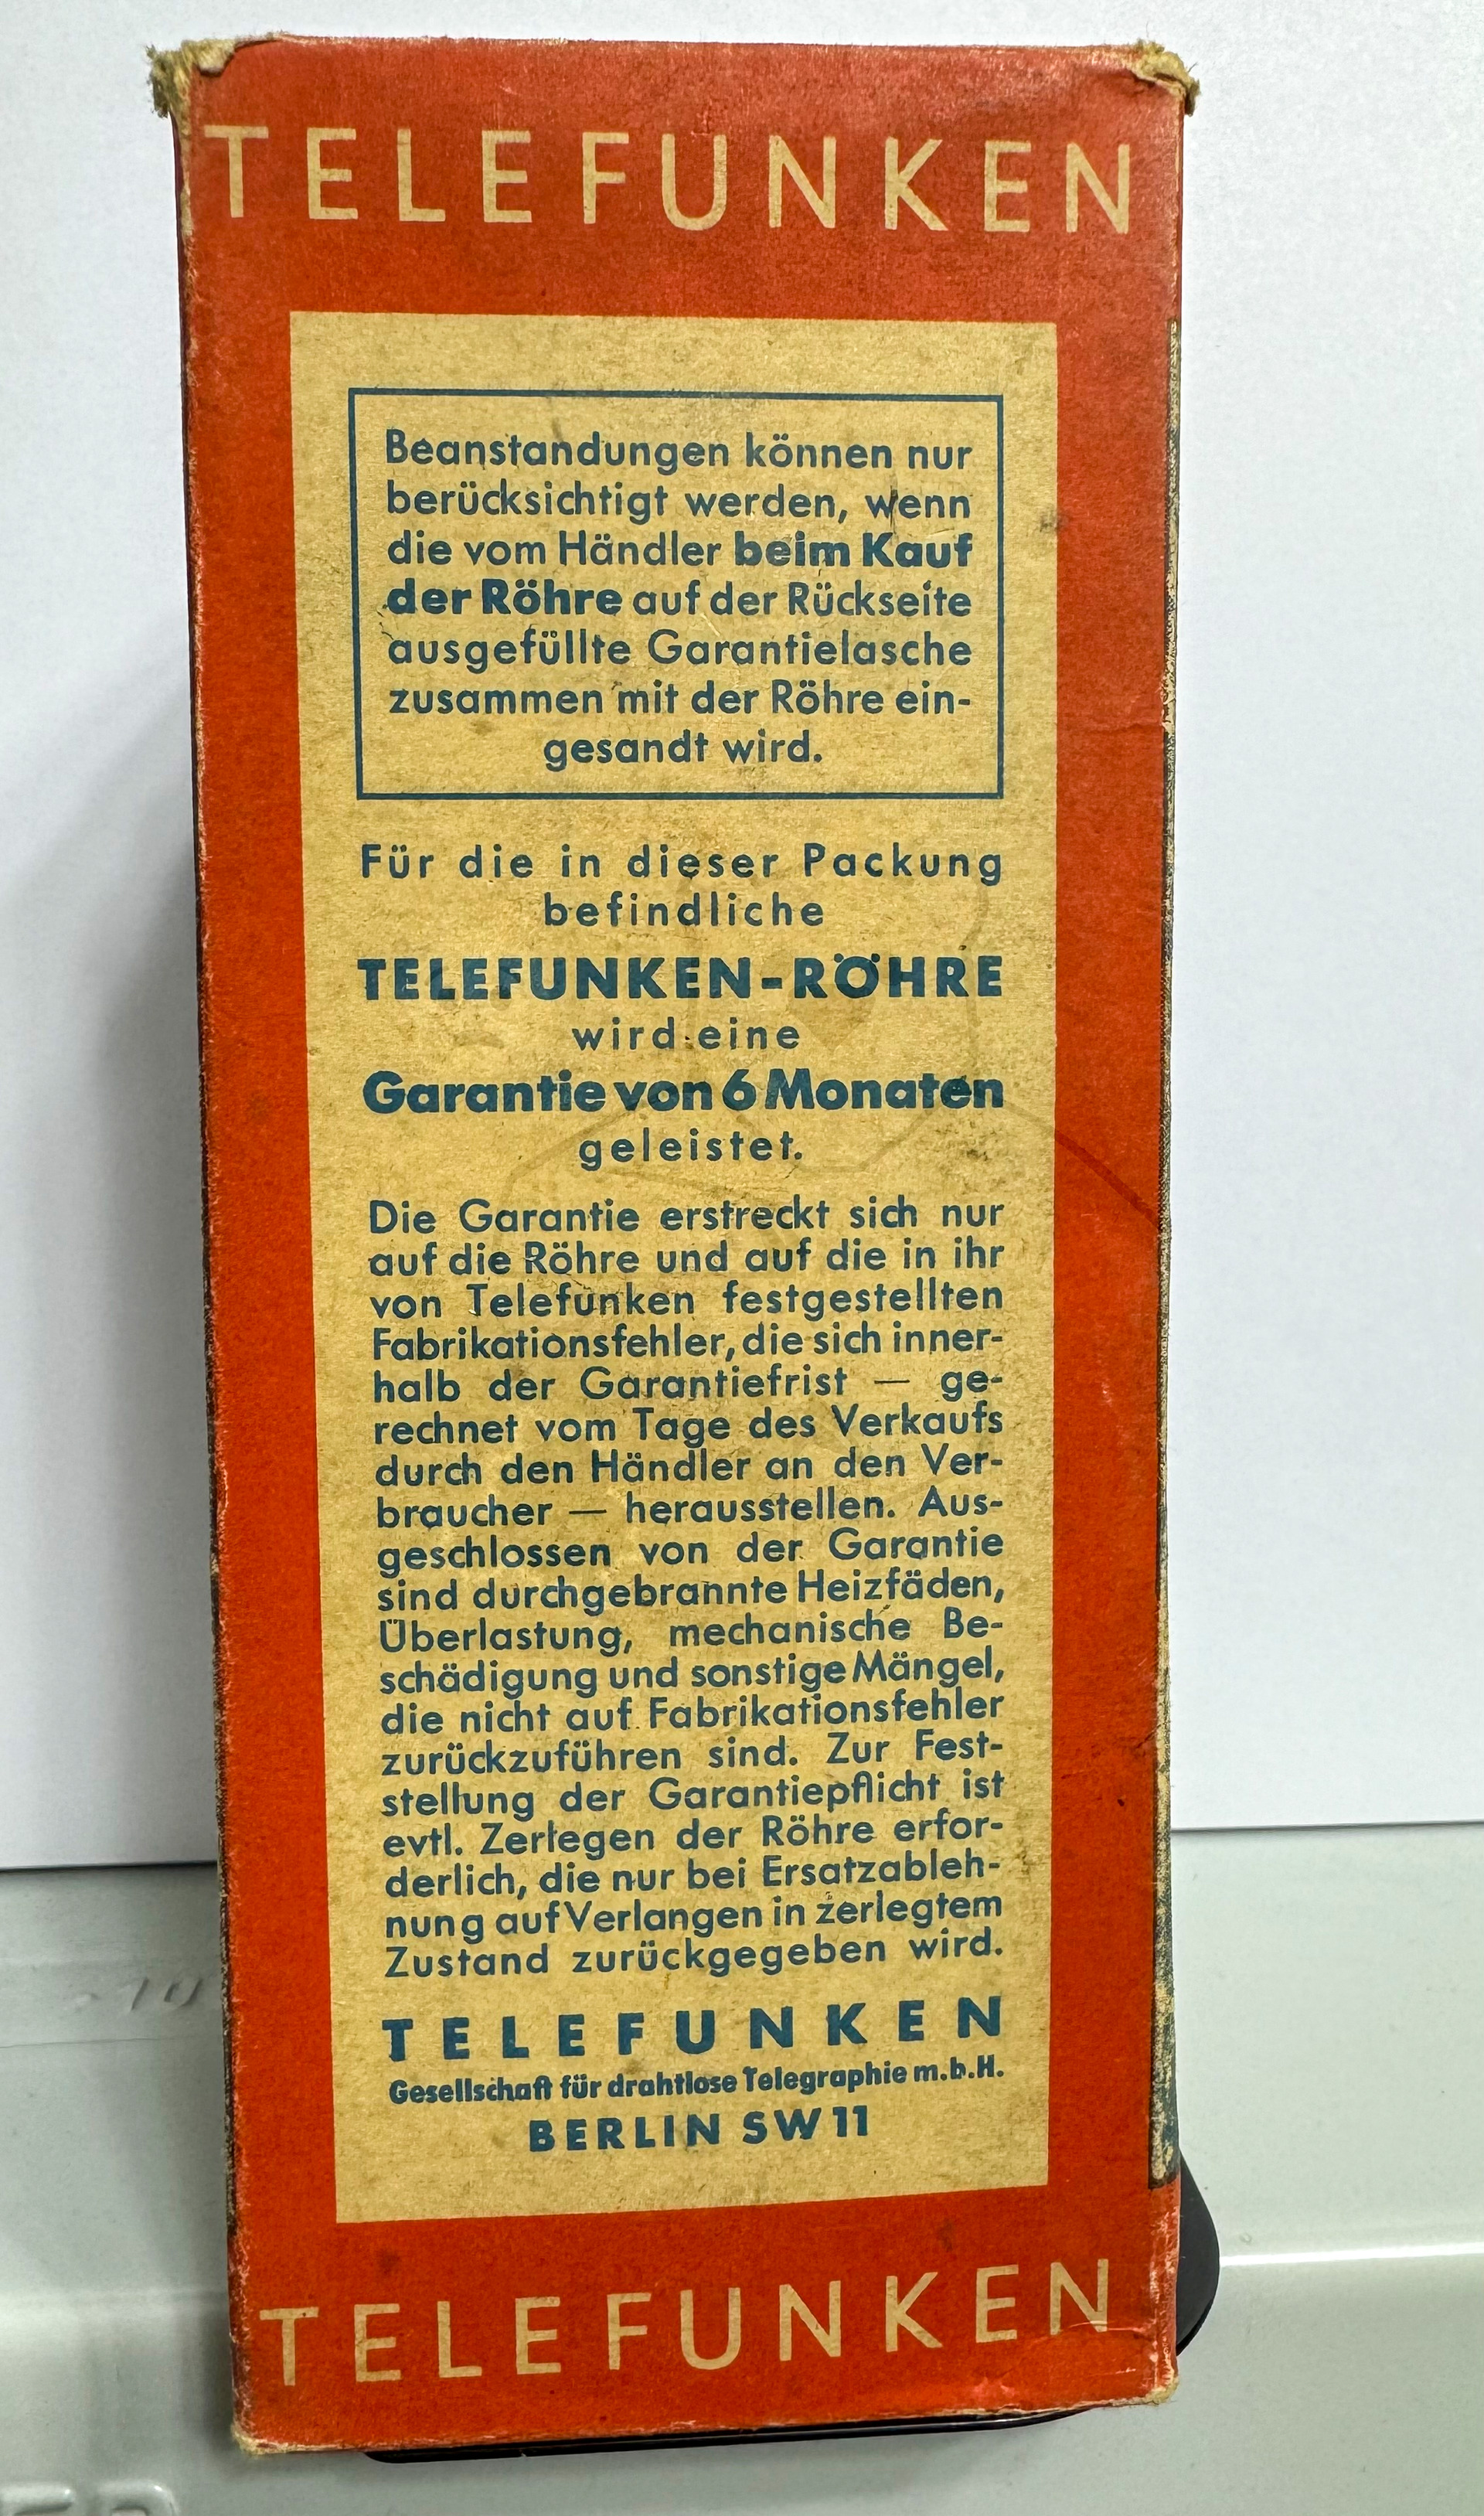 TELEFUNKEN
Beanstandungen können nur
berücksichtigt werden, wenn
die vom Händler beim Kauf
der Röhre auf der Rückseite
ausgefüllte Garantielasche
zusammen mit der Röhre ein-
gesandt wird.
Für die in dieser Packung
befindliche
TELEFUNKEN-RÖHRE
wird eine
Garantie von 6 Monaten
geleistet.
Die Garantie erstreckt sich nur
auf die Röhre und auf die in ihr
von Telefunken festgestellten
Fabrikationsfehler, die sich inner-
halb der Garantiefrist — ge-
rechnet vom Tage des Verkaufs
durch den Händler an den Ver-
braucher — herausstellen. Aus-
geschlossen von der Garantie
sind durchgebrannte Heizfäden,
Überlastung, mechanische Be-
schädigung und sonstige Mängel,
die nicht auf Fabrikationsfehler
zurückzuführen sind. Zur Fest-
stellung der Garantiepflicht ist
evtl. Zerlegen der Röhre erfor-
derlich, die nur bei Ersatzableh-
nung auf Verlangen in zerlegtem
Zustand zurückgegeben wird.
TELEFUNKEN
Gesellschaft für drahtlose Telegraphie m.b.H.
BERLIN SW 11
TELEFUNKEN